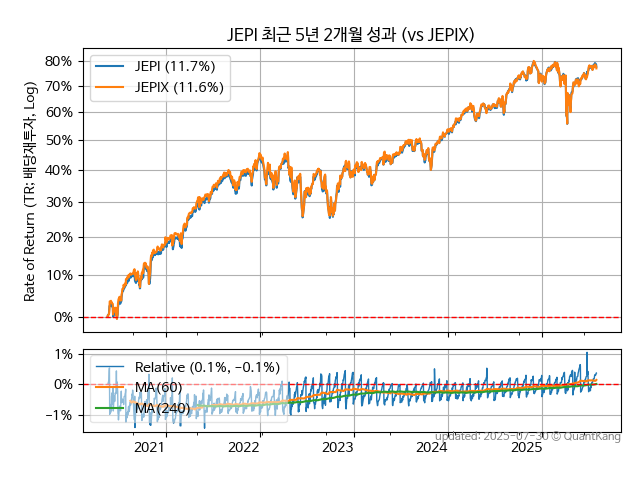 JEPI 최근 5년 2개월 성과 (vs JEPIX)
Rate of Return (TR: 배당재투자, Log)
80%
70%
60%
50%
40%
30%
20%
10%
0%
JEPI (11.7%)
JEPIX (11.6%)
1%
0%
−1%
Relative (0.1%, -0.1%)
MA(60)
MA(240)
2021
2022
2023
2024
2025
updated: 2025-07-30 © QuantKang